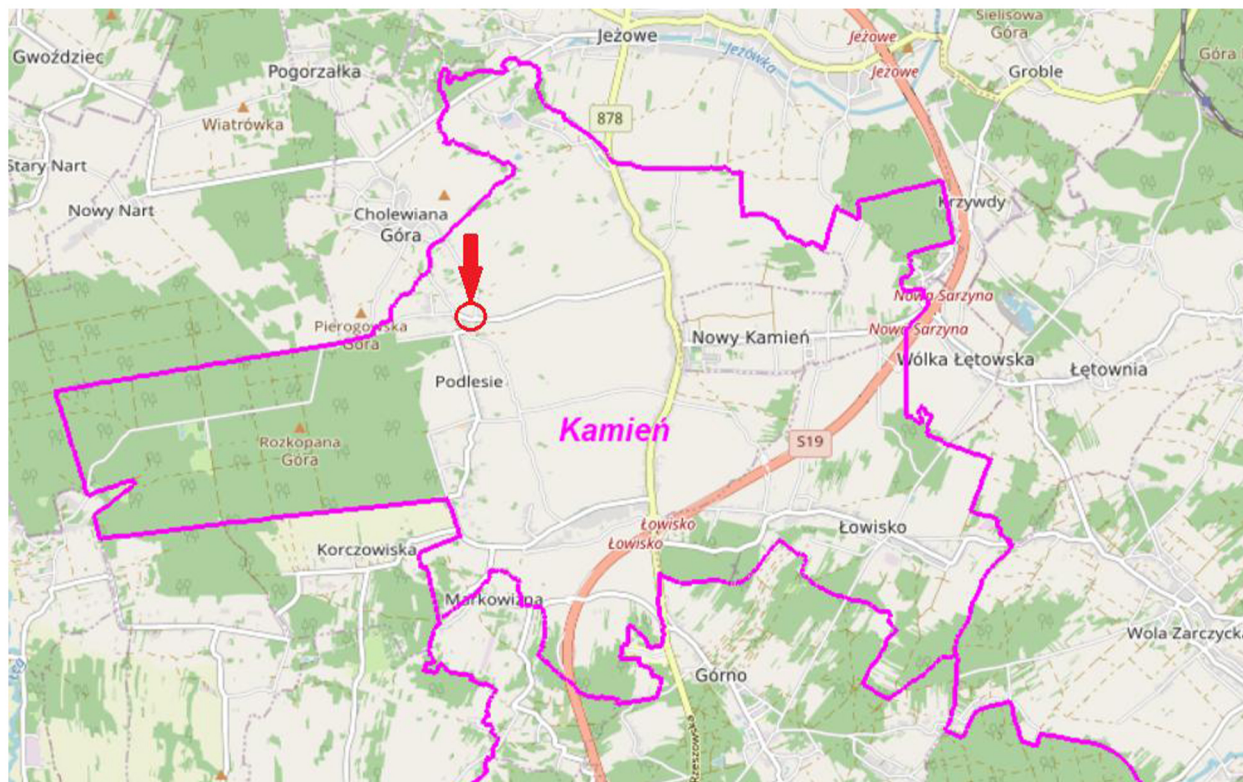 Gwoździec
Pogorzałka
Jeżowe
Jeżówka
Jeżowe
Jeżowe
Sielisowa
Góra
Groble
Góra
Wiatrówka
878
Stary Nart
Nowy Nart
Cholewiana
Góra
Krzywdy
Nowa Sarzyna
Nowa Sarzyna
Pierogowska
Góra
Nowy Kamień
Wólka Łętowska
Łętownia
Podlesie
Kamień
Rozkopana
Góra
S19
Łowisko
Łowisko
Łowisko
Korczowiska
Markowizna
Górno
Wola Zarczycka
Rzeszowska